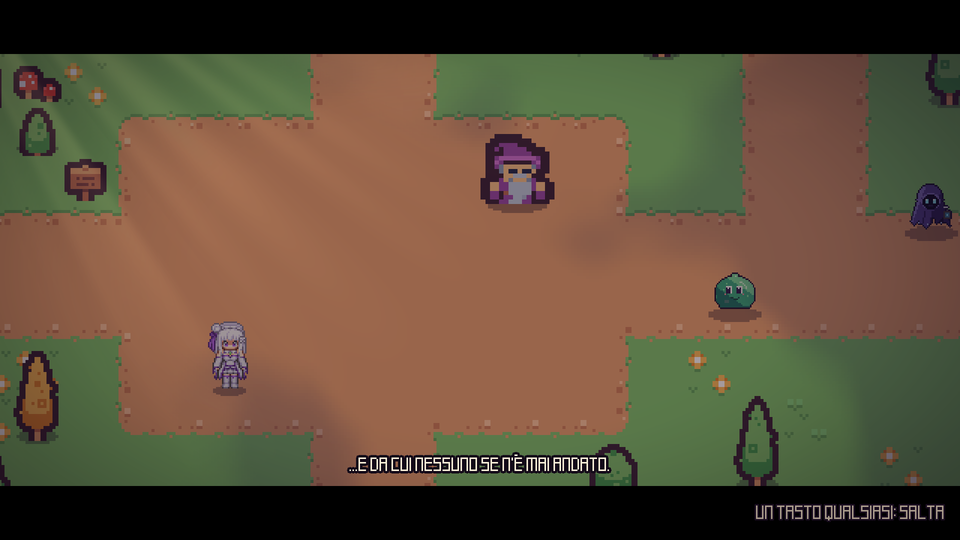 ...E DA CUI NESSUNO SE N'È MAI ANDATO.
UN TASTO QUALSIASI: SALTA